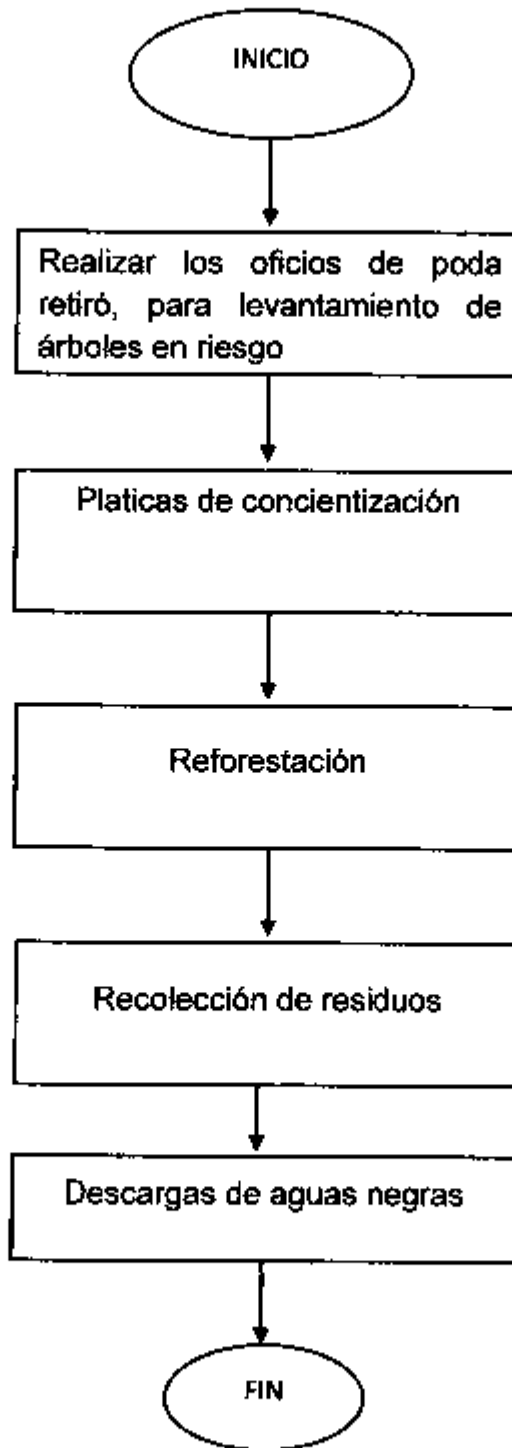 INICIO
Realizar los oficios de poda
retiró, para levantamiento de
árboles en riesgo
Platicas de concientización
Reforestación
Recolección de residuos
Descargas de aguas negras
FIN